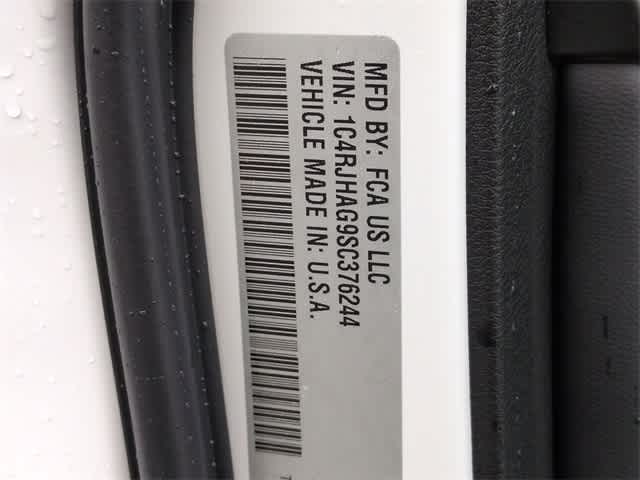 MFD BY: FCA US LLC
VIN: 1C4RJHAG9SC376244
VEHICLE MADE IN: U.S.A.